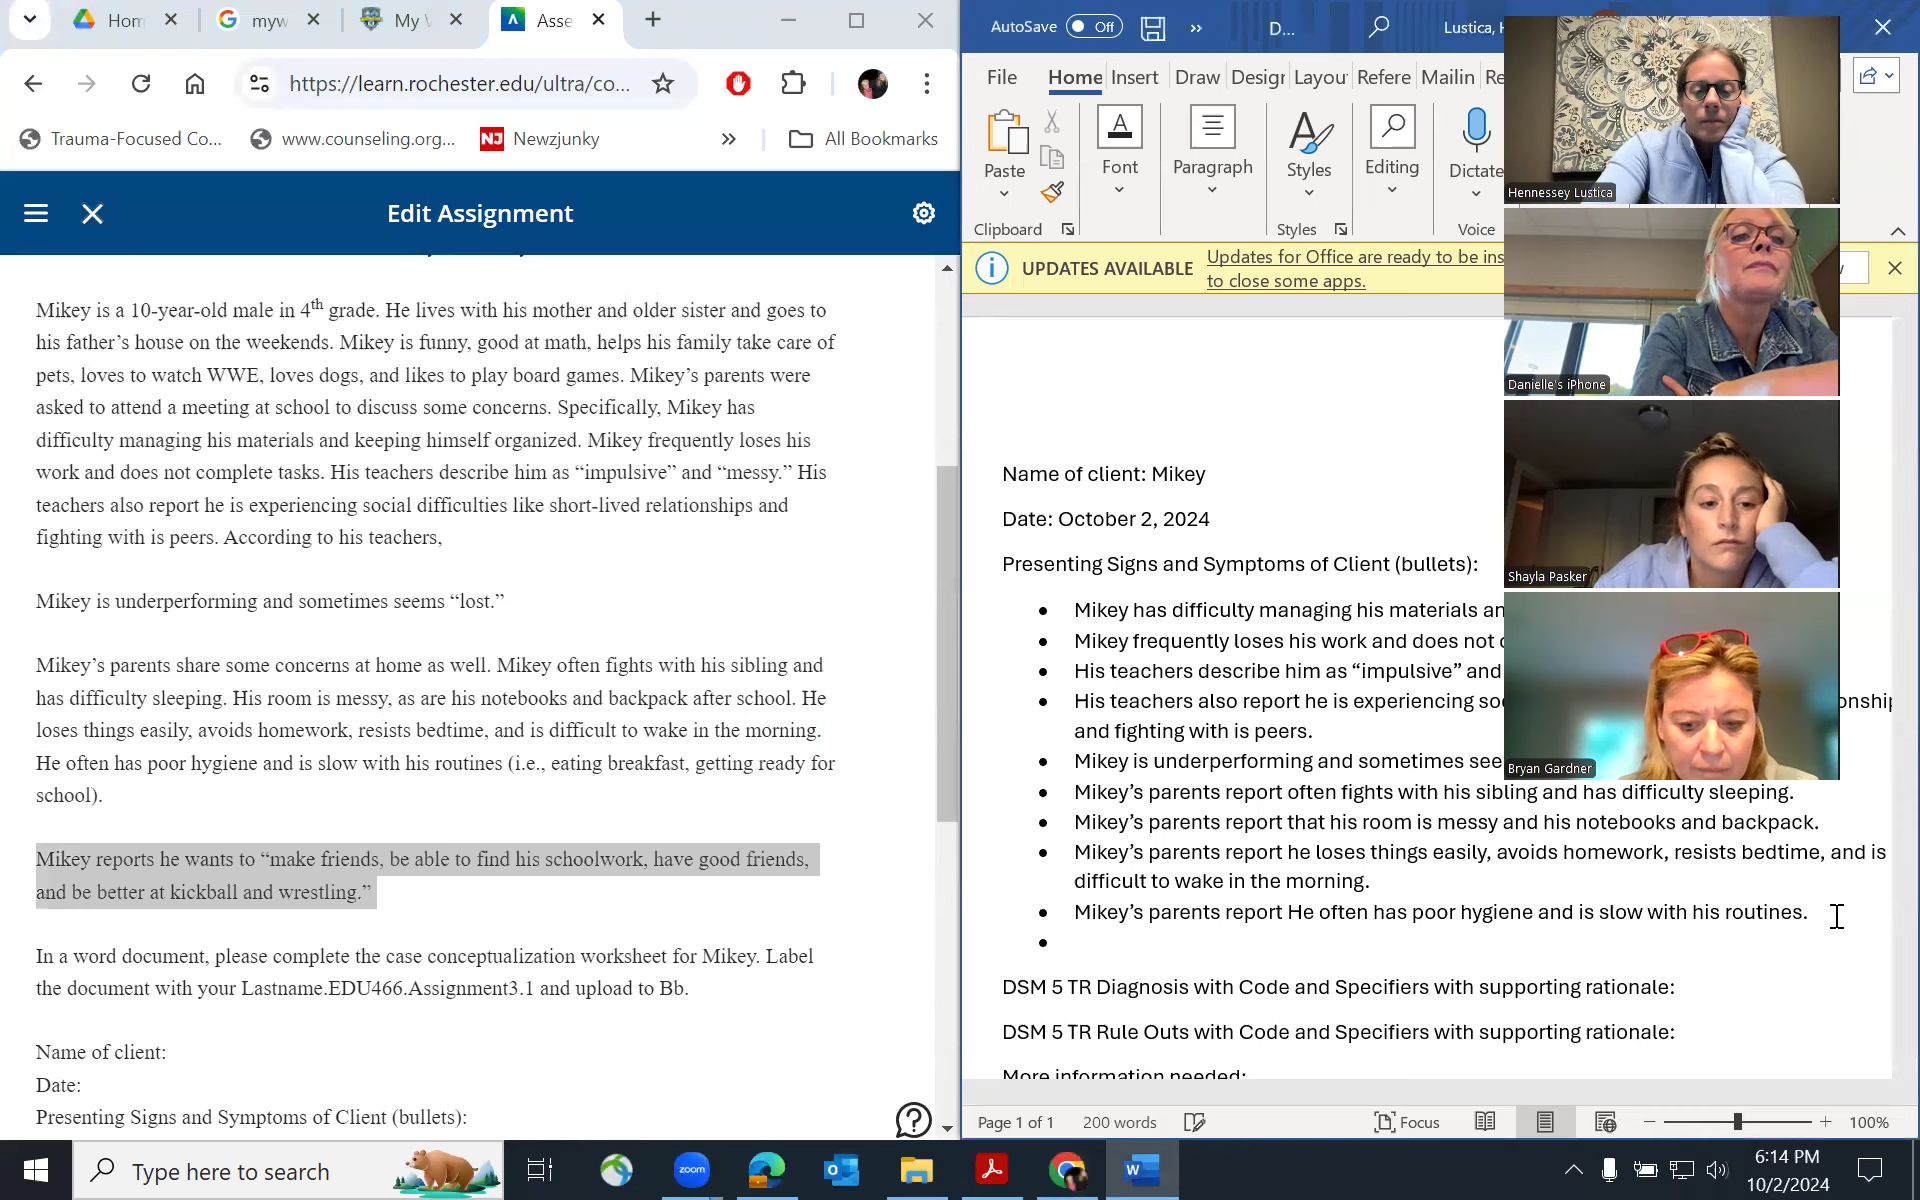 Hom
myw
My
Asse
https://learn.rochester.edu/ultra/co...
Trauma-Focused Co...
www.counseling.org...
NJ
Newzjunky
»
All Bookmarks
Edit Assignment
Mikey is a 10-year-old male in 4th grade. He lives with his mother and older sister and goes to
his father’s house on the weekends. Mikey is funny, good at math, helps his family take care of
pets, loves to watch WWE, loves dogs, and likes to play board games. Mikey’s parents were
asked to attend a meeting at school to discuss some concerns. Specifically, Mikey has
difficulty managing his materials and keeping himself organized. Mikey frequently loses his
work and does not complete tasks. His teachers describe him as “impulsive” and “messy.” His
teachers also report he is experiencing social difficulties like short-lived relationships and
fighting with is peers. According to his teachers,
Mikey is underperforming and sometimes seems “lost.”
Mikey’s parents share some concerns at home as well. Mikey often fights with his sibling and
has difficulty sleeping. His room is messy, as are his notebooks and backpack after school. He
loses things easily, avoids homework, resists bedtime, and is difficult to wake in the morning.
He often has poor hygiene and is slow with his routines (i.e., eating breakfast, getting ready for
school).
Mikey reports he wants to “make friends, be able to find his schoolwork, have good friends,
and be better at kickball and wrestling.”
In a word document, please complete the case conceptualization worksheet for Mikey. Label
the document with your Lastname.EDU466.Assignment3.1 and upload to Bb.
Name of client:
Date:
Presenting Signs and Symptoms of Client (bullets):
AutoSave Off » D... Lustica, H
File Home Insert Draw Design Layou Refere Mailin Re
Paste
Font
Paragraph
Styles
Editing
Dictate
Clipboard
Styles
Voice
UPDATES AVAILABLE Updates for Office are ready to be ins
to close some apps.
Name of client: Mikey
Date: October 2, 2024
Presenting Signs and Symptoms of Client (bullets):
• Mikey has difficulty managing his materials an
• Mikey frequently loses his work and does not c
• His teachers describe him as “impulsive” and
• His teachers also report he is experiencing so onship
and fighting with is peers.
• Mikey is underperforming and sometimes see
• Mikey’s parents report often fights with his sibling and has difficulty sleeping.
• Mikey’s parents report that his room is messy and his notebooks and backpack.
• Mikey’s parents report he loses things easily, avoids homework, resists bedtime, and is
difficult to wake in the morning.
• Mikey’s parents report He often has poor hygiene and is slow with his routines.
•
DSM 5 TR Diagnosis with Code and Specifiers with supporting rationale:
DSM 5 TR Rule Outs with Code and Specifiers with supporting rationale:
More information needed:
Page 1 of 1 200 words Focus 100%
Hennessey Lustica
Danielle's iPhone
Shayla Pasker
Bryan Gardner
Type here to search
zoom
6:14 PM
10/2/2024